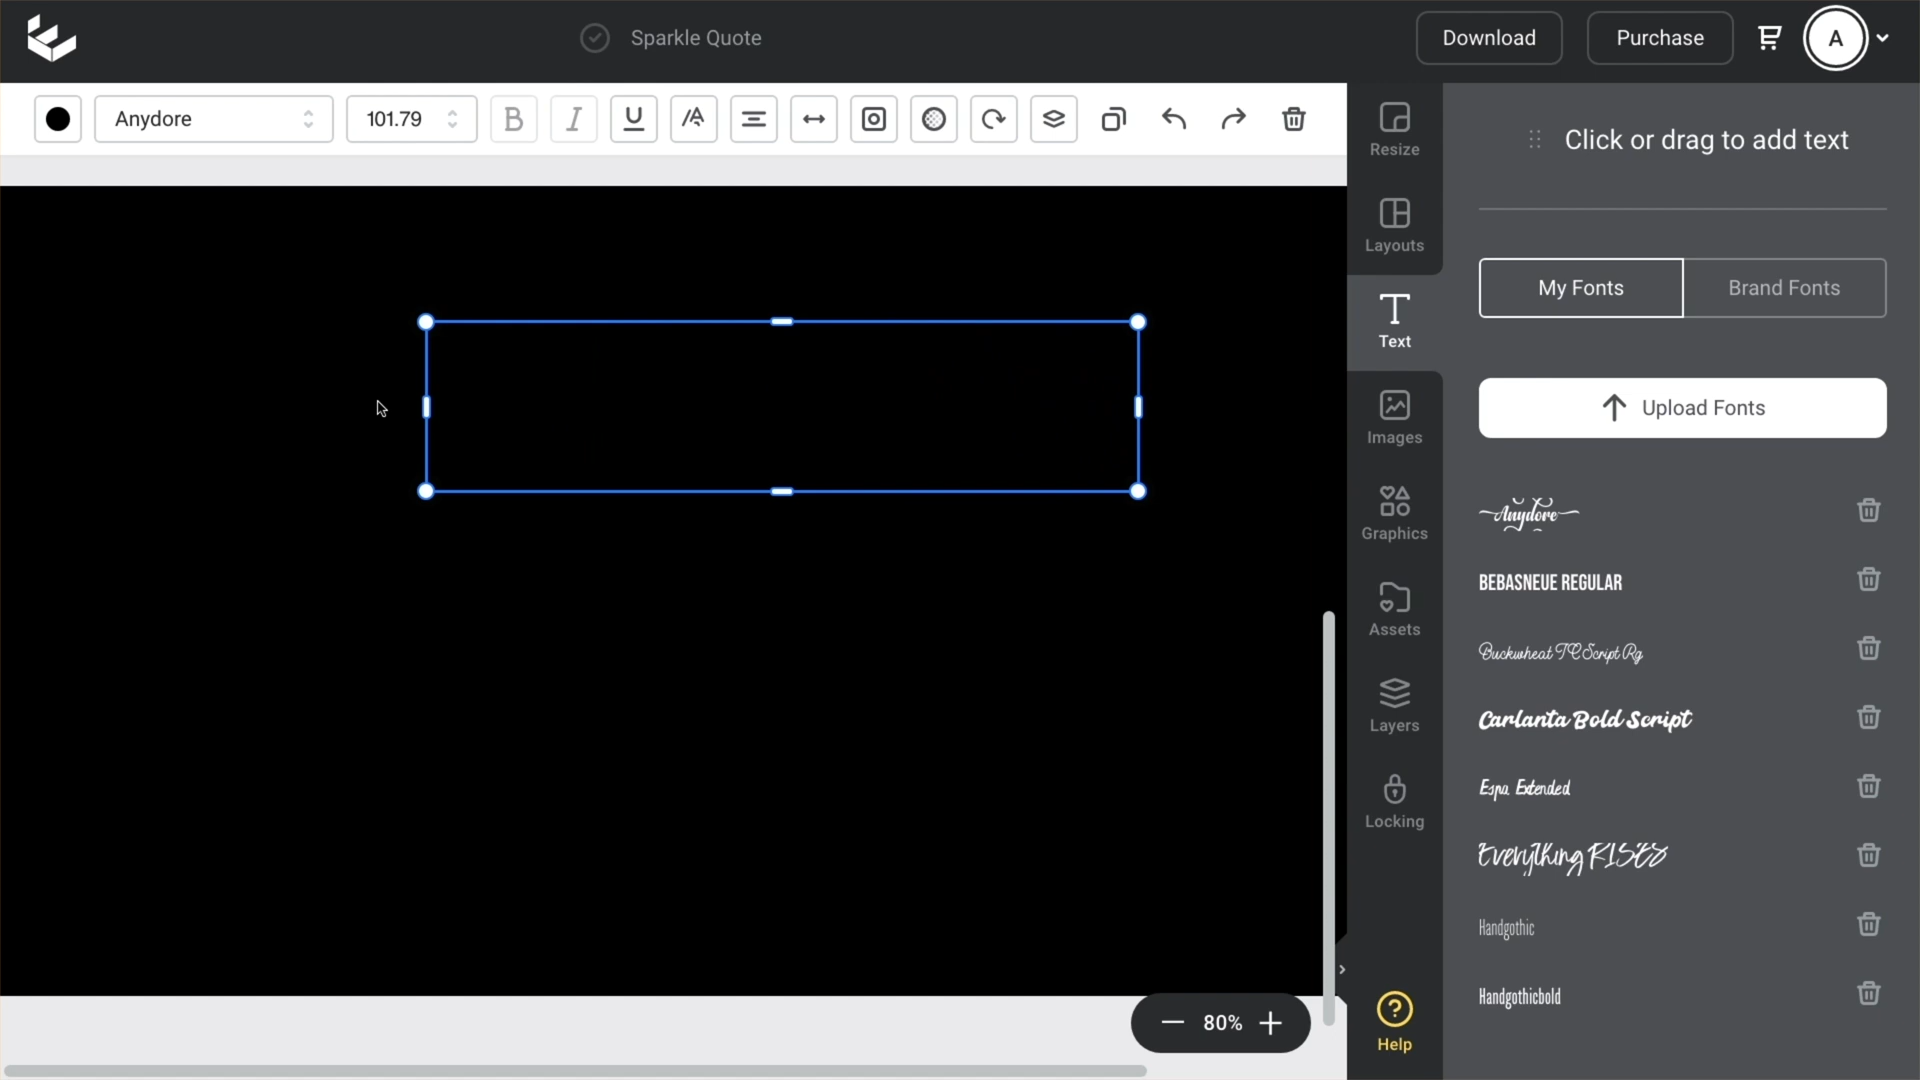 Sparkle Quote
Download
Purchase
A
Anydore
101.79
B I U A
Resize
Layouts
Text
Images
Graphics
Assets
Layers
Locking
Help
Click or drag to add text
My Fonts
Brand Fonts
Upload Fonts
Anydore
BEBASNEUE REGULAR
Buckwheat TC Script Rg
Carlanta Bold Script
Espa Extended
Everything RISES
Handgothic
Handgothicbold
80%